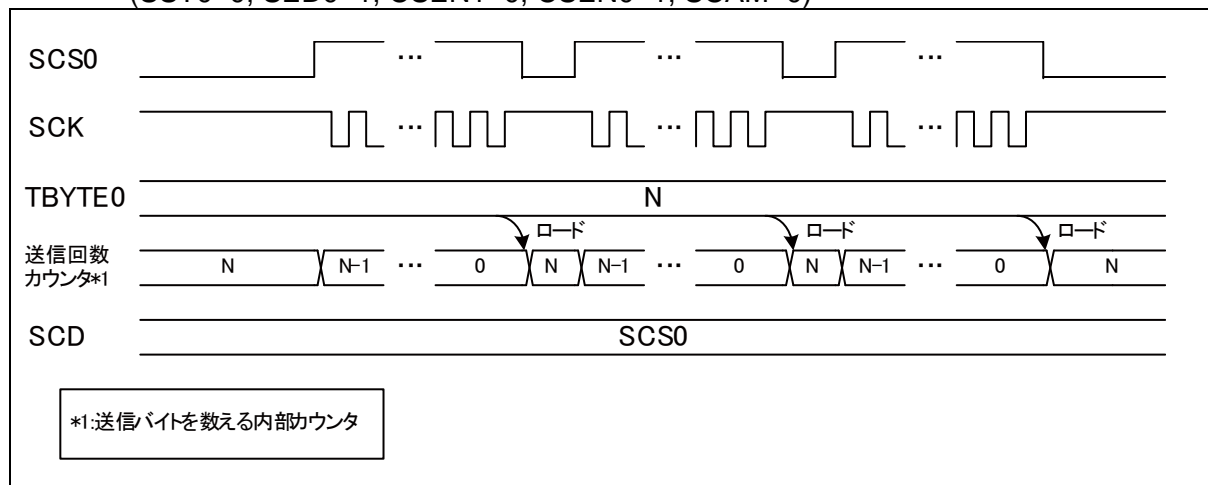 SCS0
... ... ...
SCK
... ... ...
TBYTE0 N
ロード ロード ロード
送信回数
カウンタ*1 N N-1 ... 0 N N-1 ... 0 N N-1 ... 0 N
SCD SCS0
*1:送信バイトを数える内部カウンタ